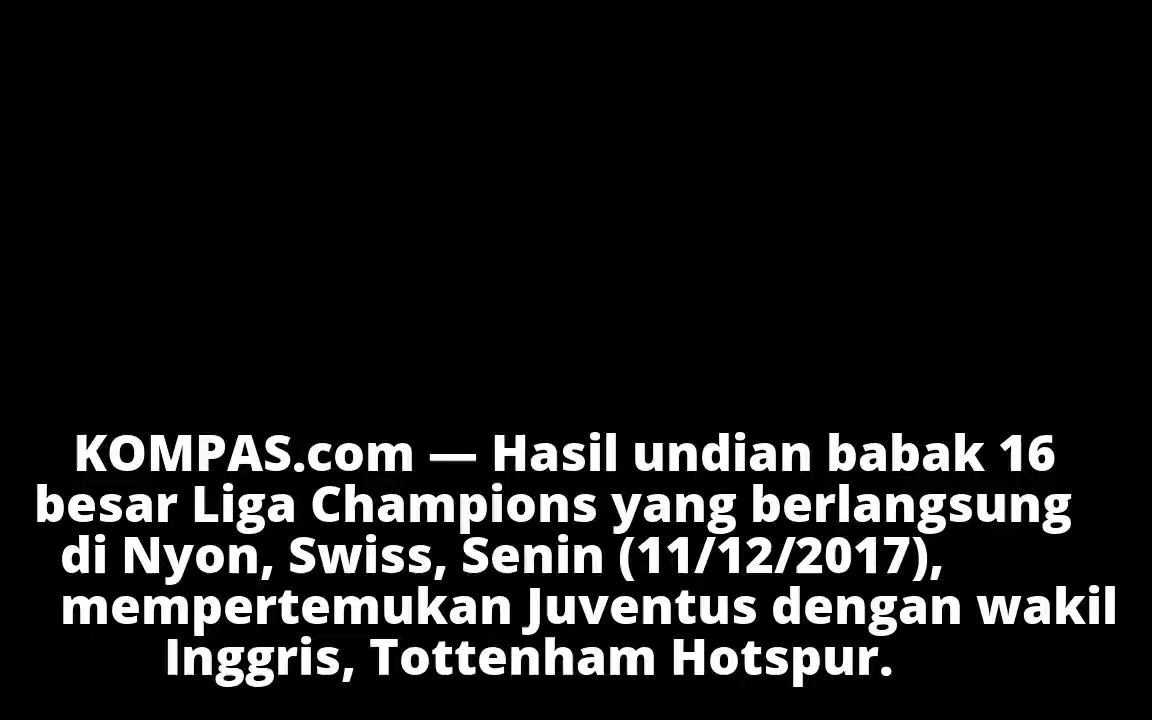 KOMPAS.com — Hasil undian babak 16
besar Liga Champions yang berlangsung
di Nyon, Swiss, Senin (11/12/2017),
mempertemukan Juventus dengan wakil
Inggris, Tottenham Hotspur.